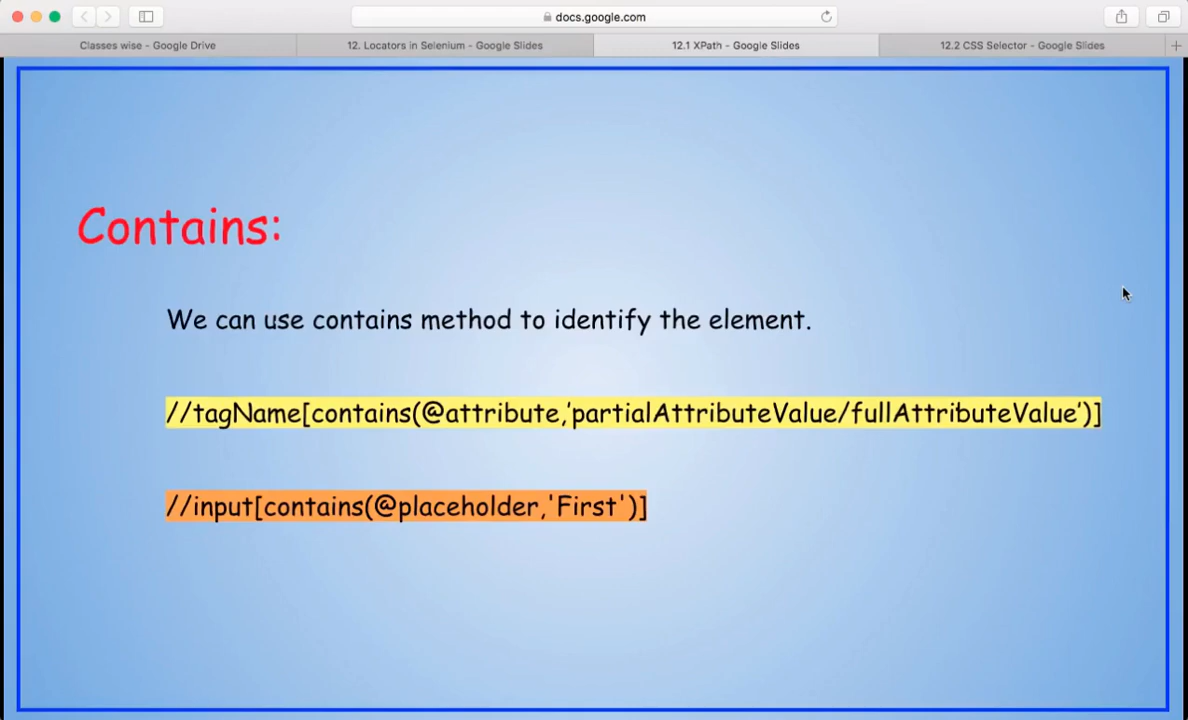 docs.google.com
Classes wise - Google Drive
12. Locators in Selenium - Google Slides
12.1 XPath - Google Slides
12.2 CSS Selector - Google Slides
Contains:
We can use contains method to identify the element.
//tagName[contains(@attribute,'partialAttributeValue/fullAttributeValue')]
//input[contains(@placeholder,'First')]